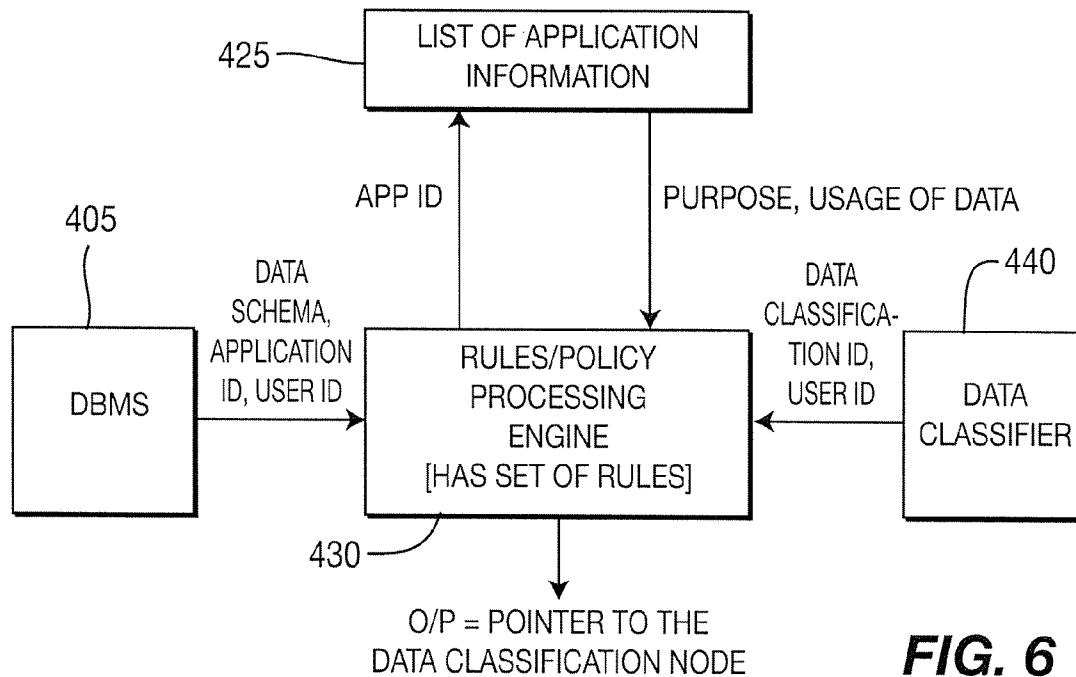 LIST OF APPLICATION
INFORMATION
425
APP ID
PURPOSE, USAGE OF DATA
405
DATA
SCHEMA,
APPLICATION
ID, USER ID
DBMS
RULES/POLICY
PROCESSING
ENGINE
[HAS SET OF RULES]
430
DATA
CLASSIFICA-
TION ID,
USER ID
440
DATA
CLASSIFIER
O/P = POINTER TO THE
DATA CLASSIFICATION NODE
FIG. 6